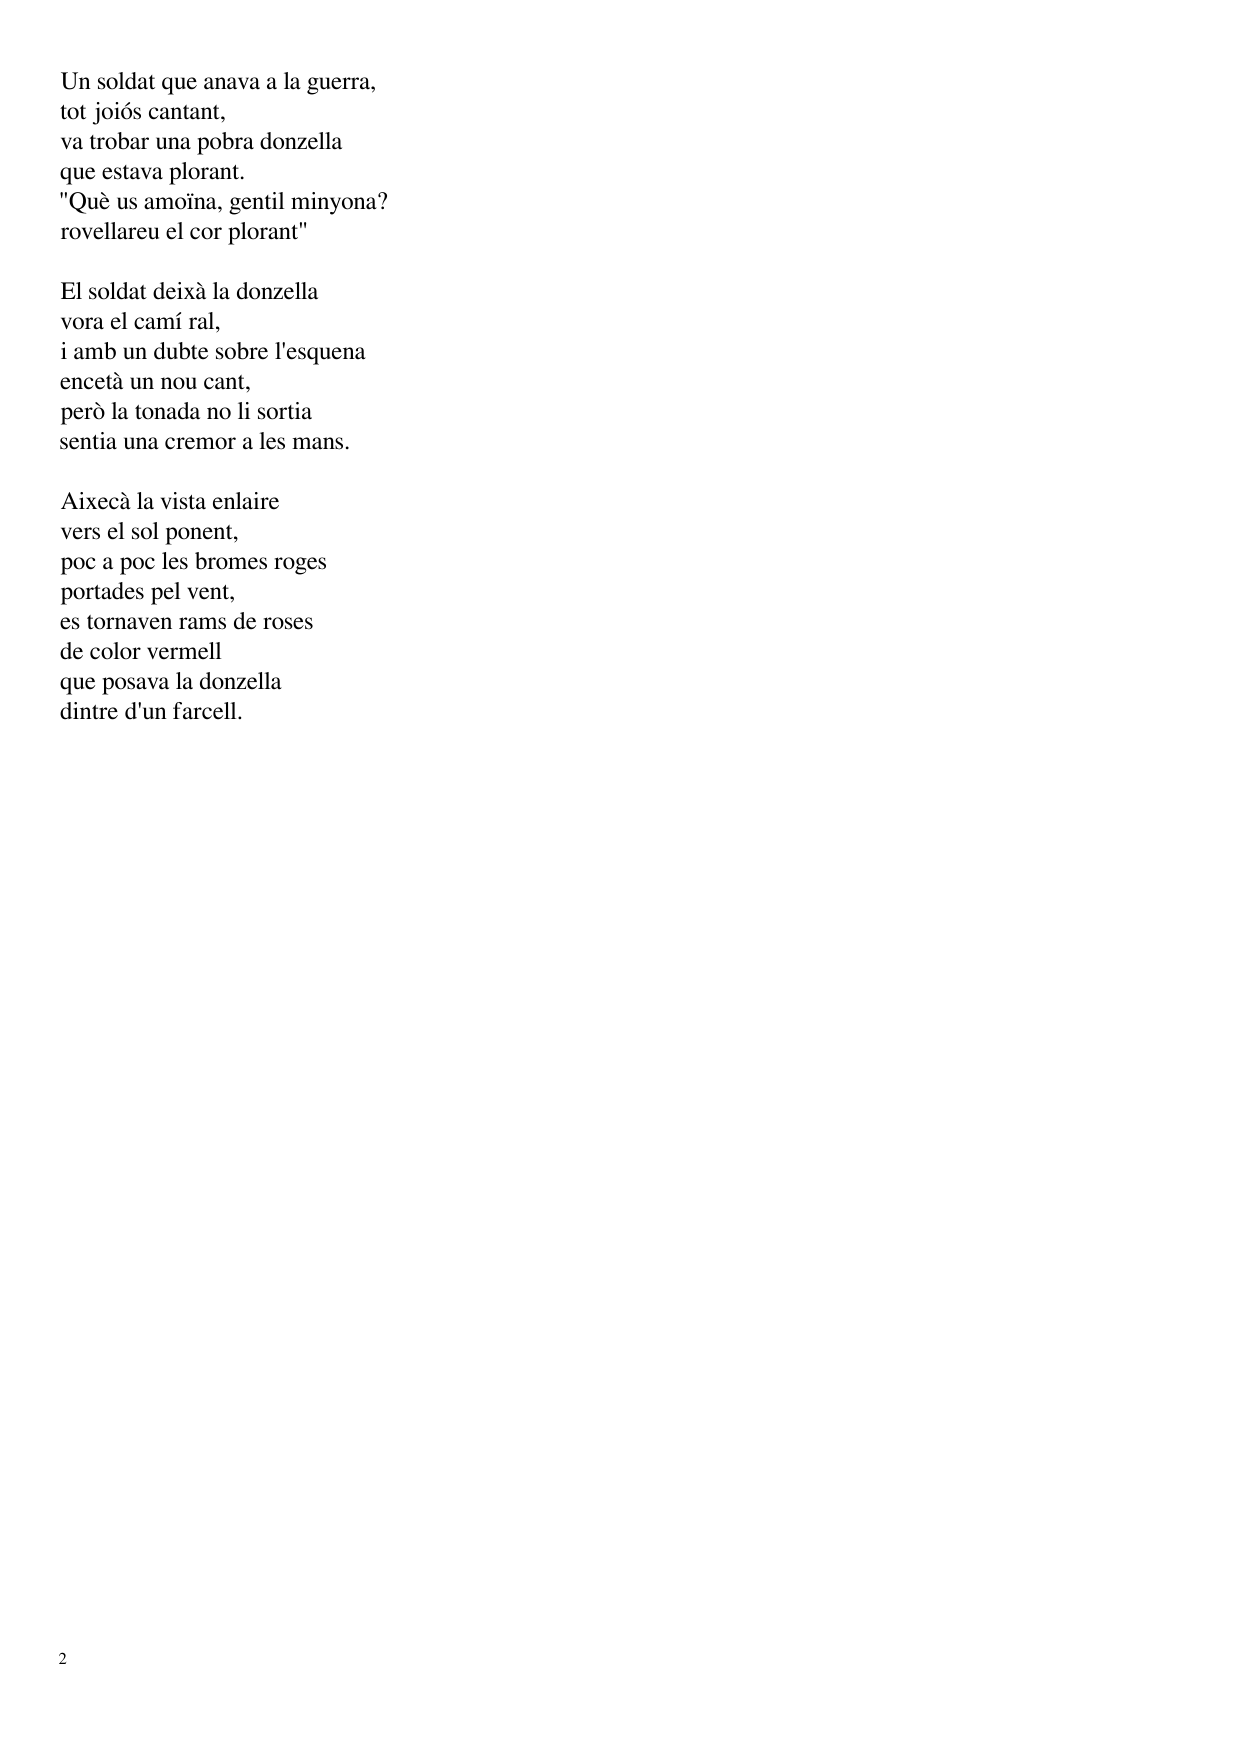 Un soldat que anava a la guerra,
tot joiós cantant,
va trobar una pobra donzella
que estava plorant.
"Què us amoïna, gentil minyona?
rovellareu el cor plorant"
El soldat deixà la donzella
vora el camí ral,
i amb un dubte sobre l'esquena
encetà un nou cant,
però la tonada no li sortia
sentia una cremor a les mans.
Aixecà la vista enlaire
vers el sol ponent,
poc a poc les bromes roges
portades pel vent,
es tornaven rams de roses
de color vermell
que posava la donzella
dintre d'un farcell.
2